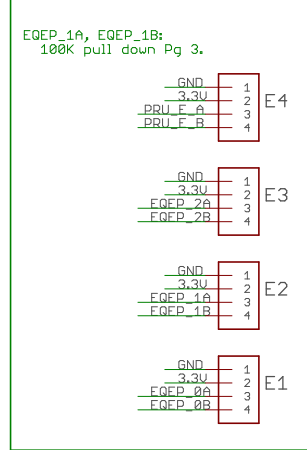 EQEP_1A, EQEP_1B:
100K pull down Pg 3.
GND 1
3.3V 2
PRU_E_A 3
PRU_E_B 4
E4
GND 1
3.3V 2
EQEP_2A 3
EQEP_2B 4
E3
GND 1
3.3V 2
EQEP_1A 3
EQEP_1B 4
E2
GND 1
3.3V 2
EQEP_0A 3
EQEP_0B 4
E1